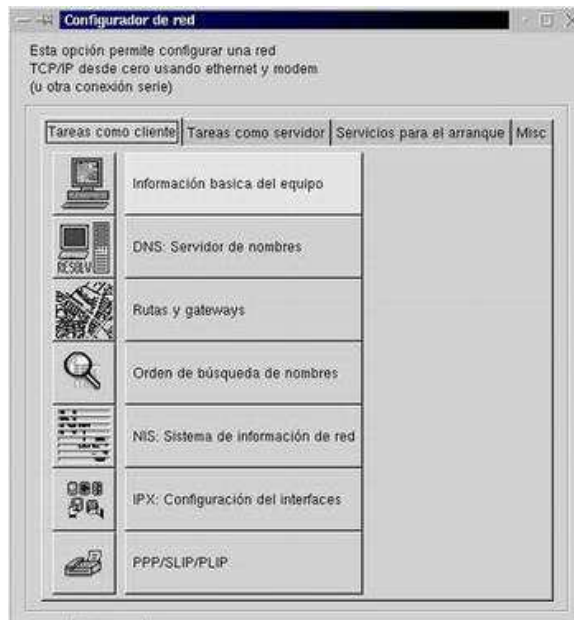 Configurador de red
Esta opción permite configurar una red
TCP/IP desde cero usando ethernet y modem
(u otra conexión serie)
Tareas como cliente Tareas como servidor Servicios para el arranque Misc
Información basica del equipo
RESOLV
DNS: Servidor de nombres
Rutas y gateways
Orden de búsqueda de nombres
NIS: Sistema de información de red
IPX: Configuración del interfaces
PPP/SLIP/PLIP